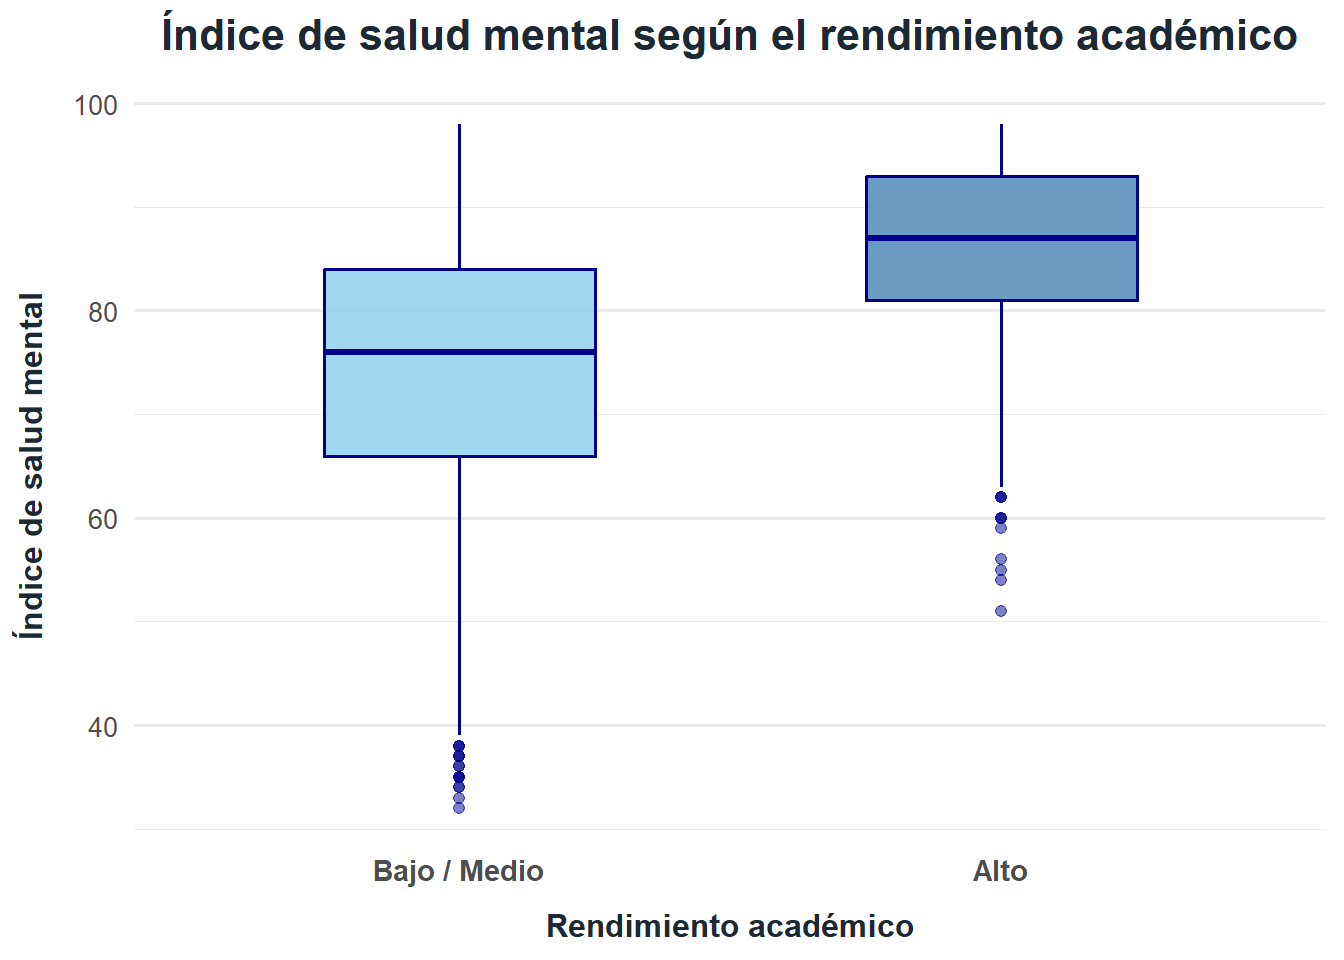 Índice de salud mental según el rendimiento académico
Índice de salud mental
100
80
60
40
Bajo / Medio
Alto
Rendimiento académico